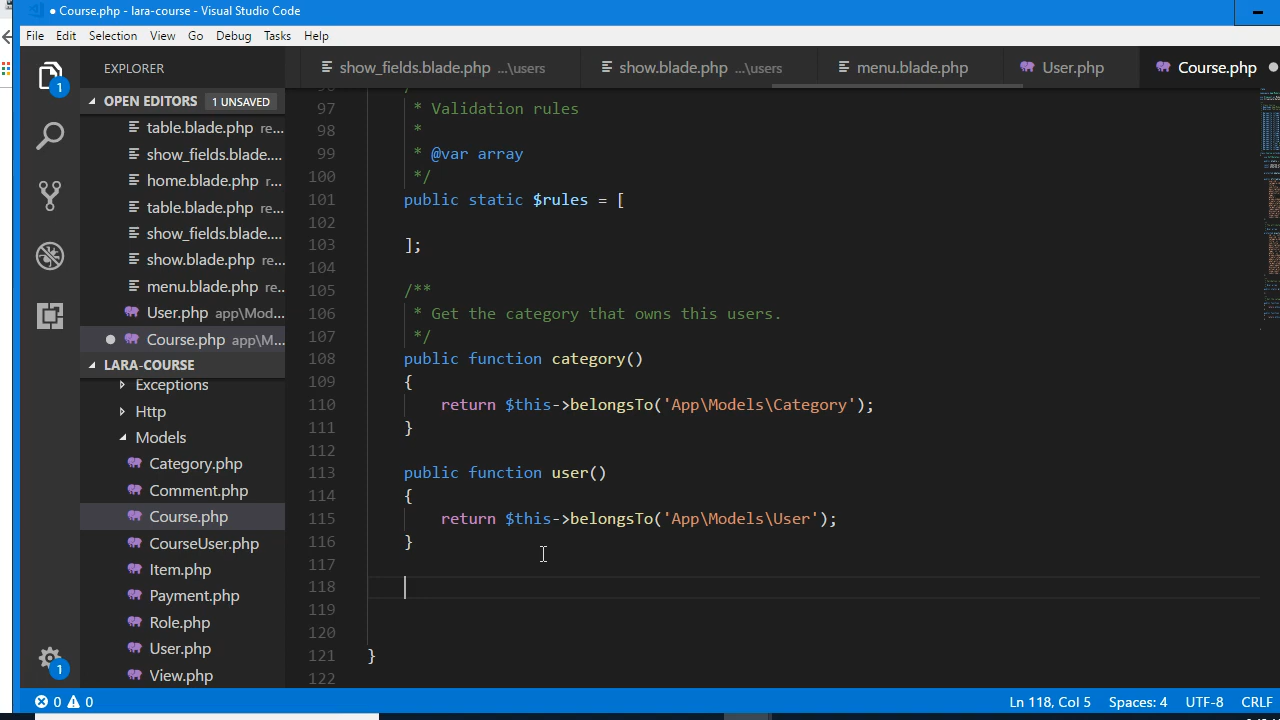 ● Course.php - lara-course - Visual Studio Code
File Edit Selection View Go Debug Tasks Help
EXPLORER
show_fields.blade.php ...\users
show.blade.php ...\users
menu.blade.php
User.php
Course.php ●
1
OPEN EDITORS 1 UNSAVED
table.blade.php re...
show_fields.blade....
home.blade.php r...
table.blade.php re...
show_fields.blade....
show.blade.php re...
menu.blade.php re...
User.php app\Mod...
● Course.php app\M...
LARA-COURSE
Exceptions
Http
Models
Category.php
Comment.php
Course.php
CourseUser.php
Item.php
Payment.php
Role.php
User.php
View.php
1
97 * Validation rules
98 *
99 * @var array
100 */
101 public static $rules = [
102
103 ];
104
105 /**
106 * Get the category that owns this users.
107 */
108 public function category()
109 {
110 return $this->belongsTo('App\Models\Category');
111 }
112
113 public function user()
114 {
115 return $this->belongsTo('App\Models\User');
116 }
117
118
119
120
121 }
122
0 0
Ln 118, Col 5 Spaces: 4 UTF-8 CRLF